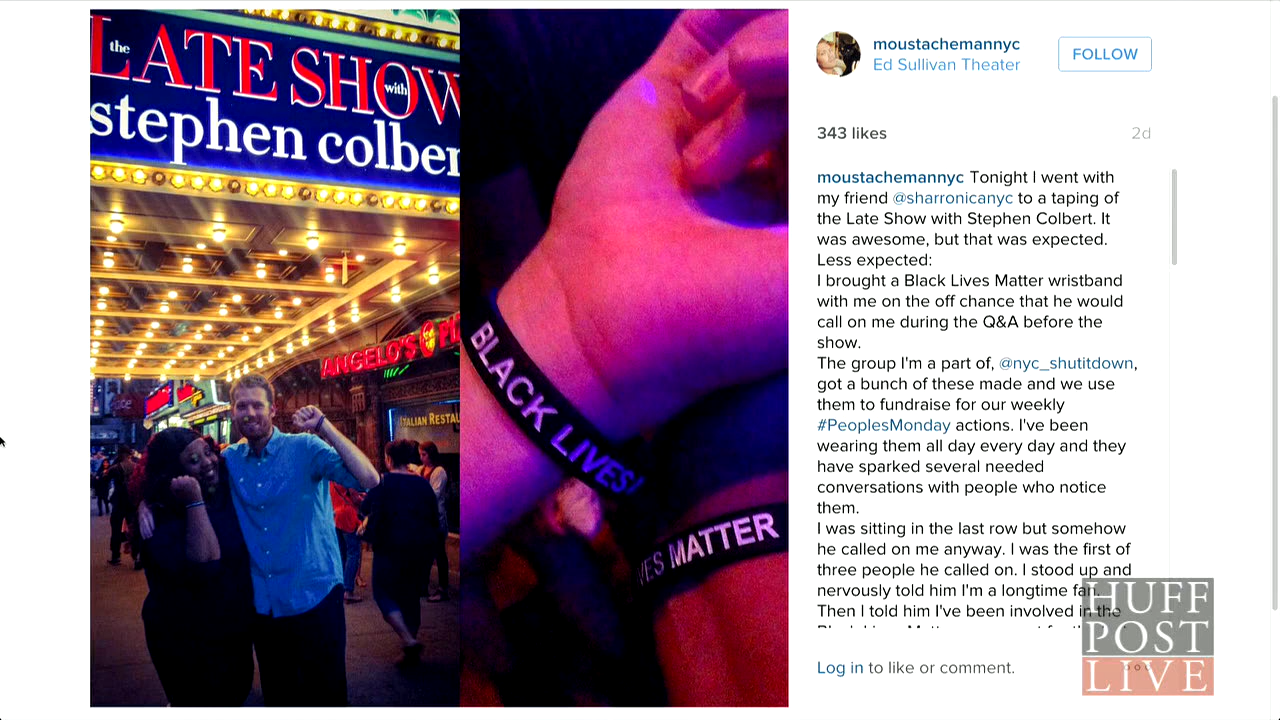 the
LATE SHOW
with
stephen colber
ANGELO'S
ITALIAN RESTAU
BLACK LIVES
VES MATTER
moustachemannyc
Ed Sullivan Theater
FOLLOW
343 likes
2d
moustachemannyc Tonight I went with
my friend @sharronicanyc to a taping of
the Late Show with Stephen Colbert. It
was awesome, but that was expected.
Less expected:
I brought a Black Lives Matter wristband
with me on the off chance that he would
call on me during the Q&A before the
show.
The group I'm a part of, @nyc_shutitdown,
got a bunch of these made and we use
them to fundraise for our weekly
#PeoplesMonday actions. I've been
wearing them all day every day and they
have sparked several needed
conversations with people who notice
them.
I was sitting in the last row but somehow
he called on me anyway. I was the first of
three people he called on. I stood up and
nervously told him I'm a longtime fan.
Then I told him I've been involved in the
Log in to like or comment.
HUFF
POST
LIVE